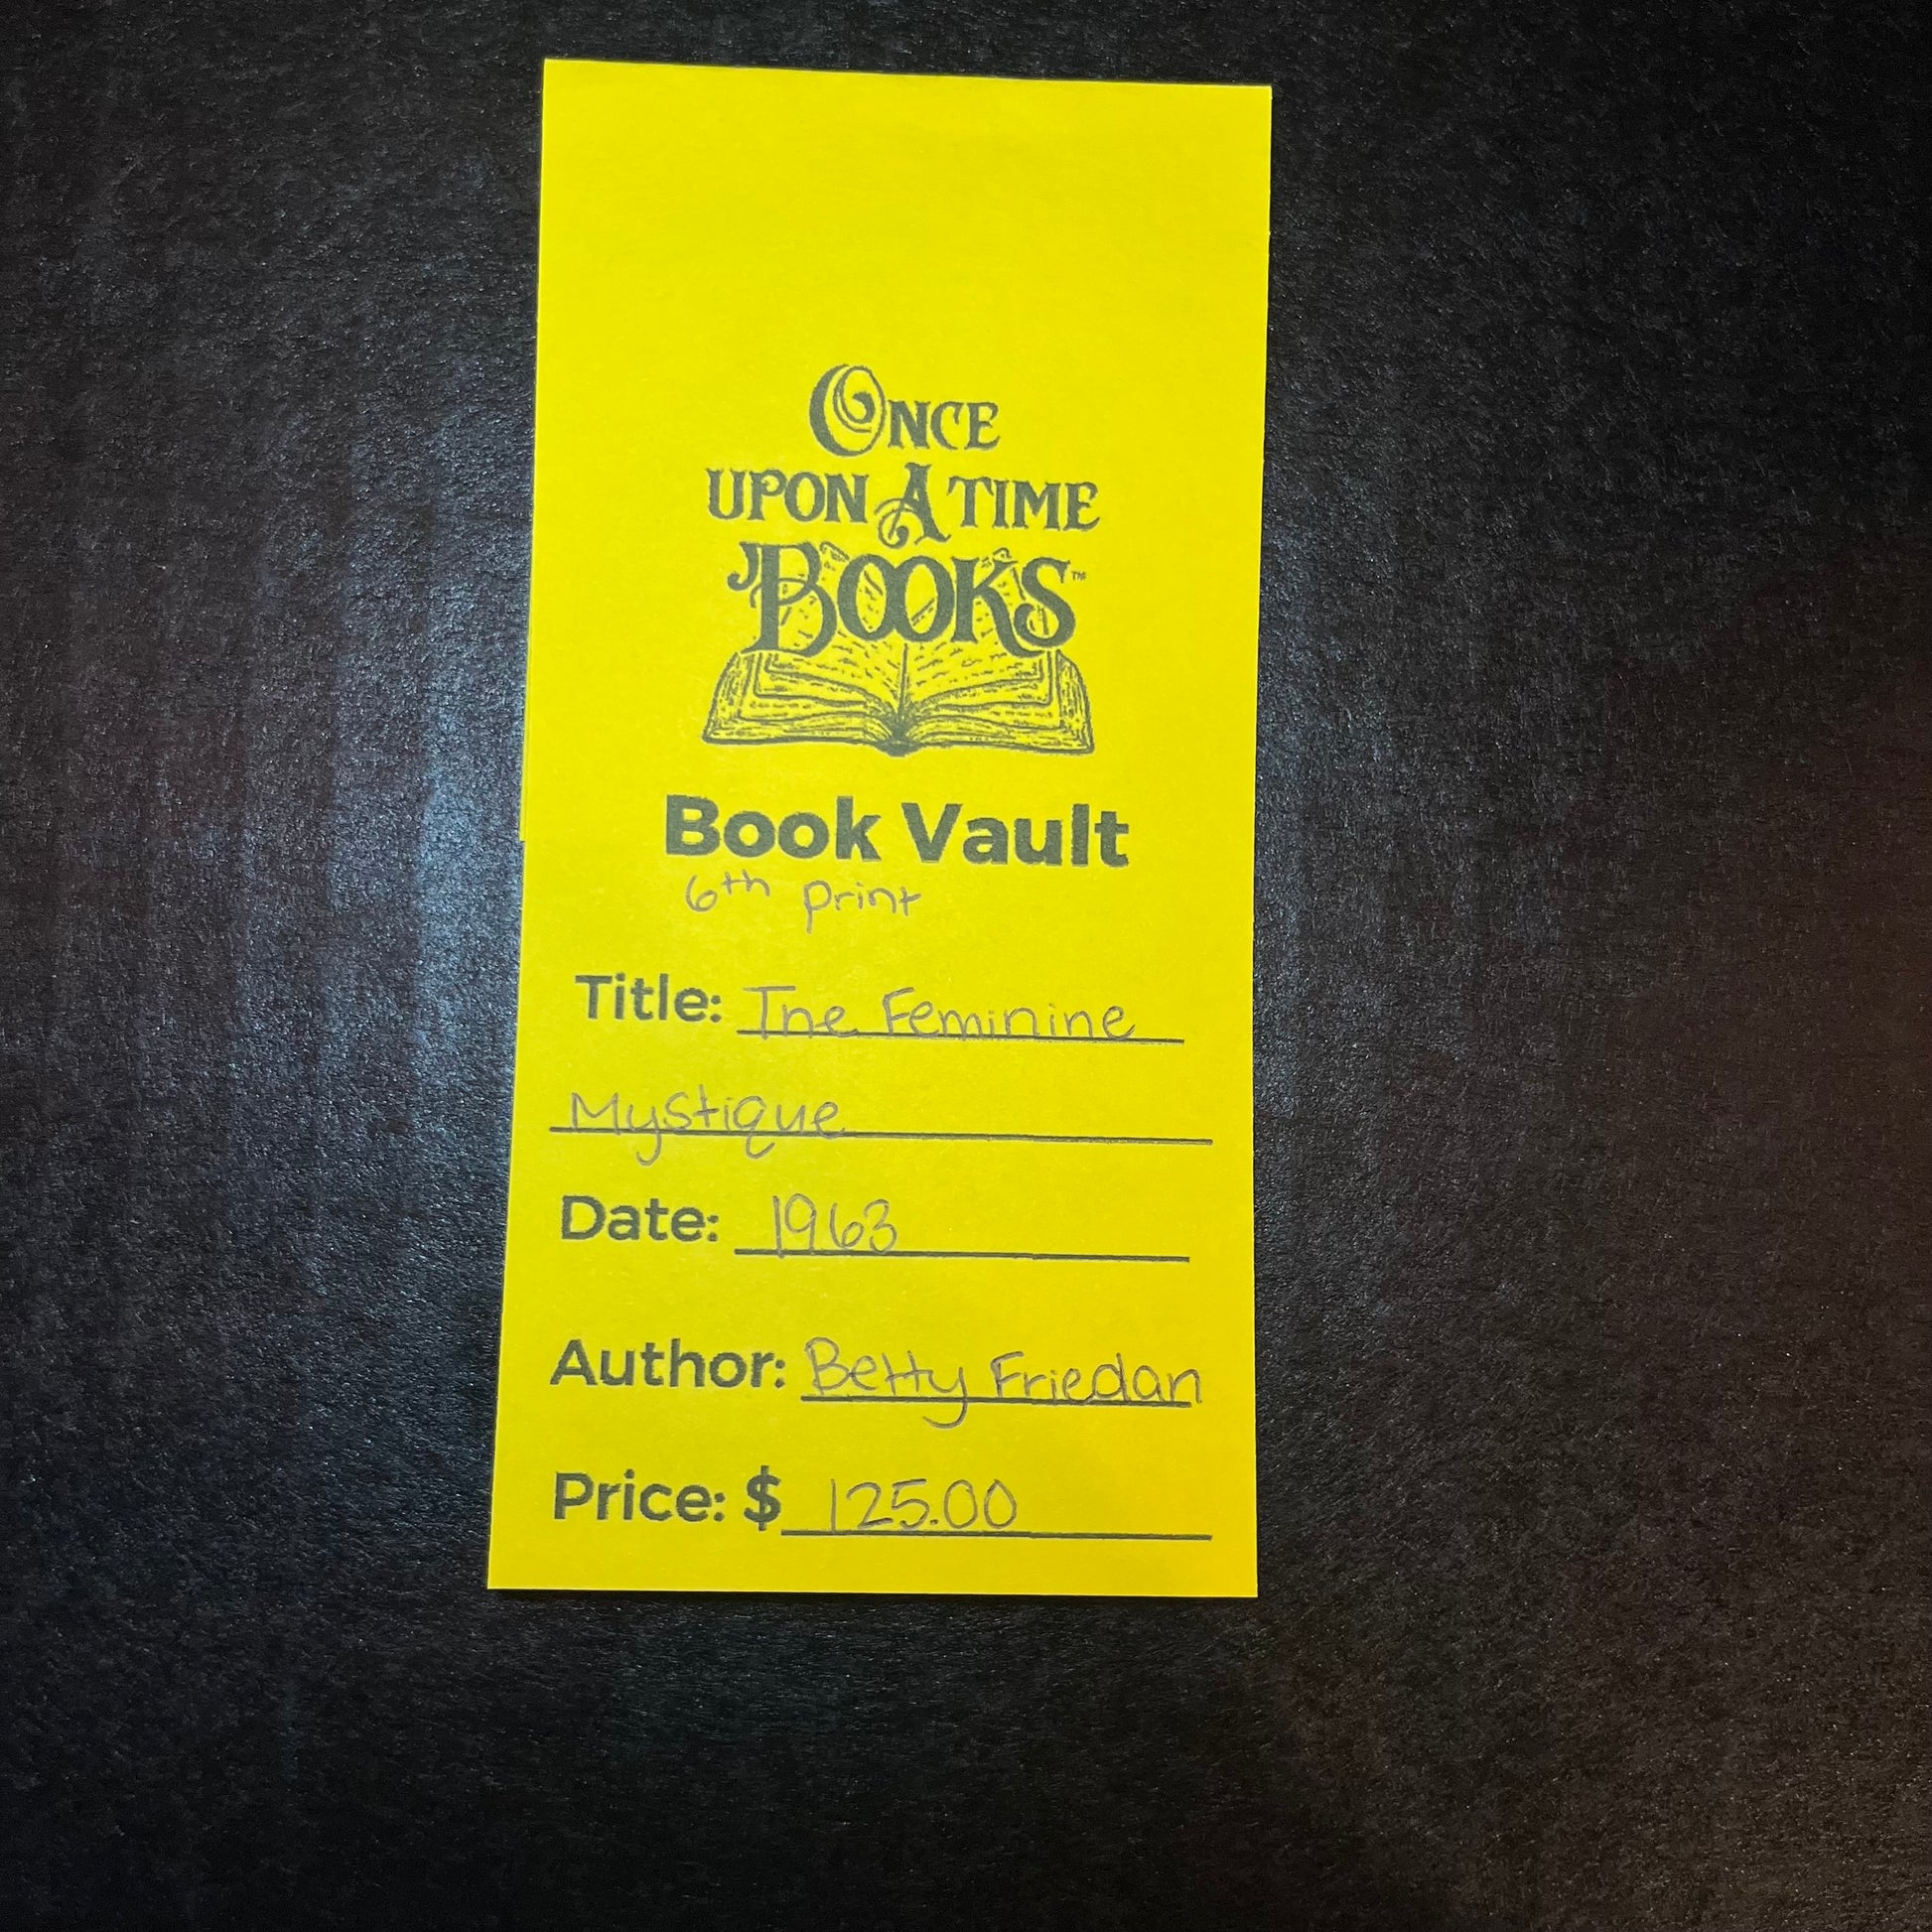 ONCE
UPON A TIME
BOOKS™
Book Vault
6th print
Title: The Feminine
Mystique
Date: 1963
Author: Betty Friedan
Price: $ 125.00